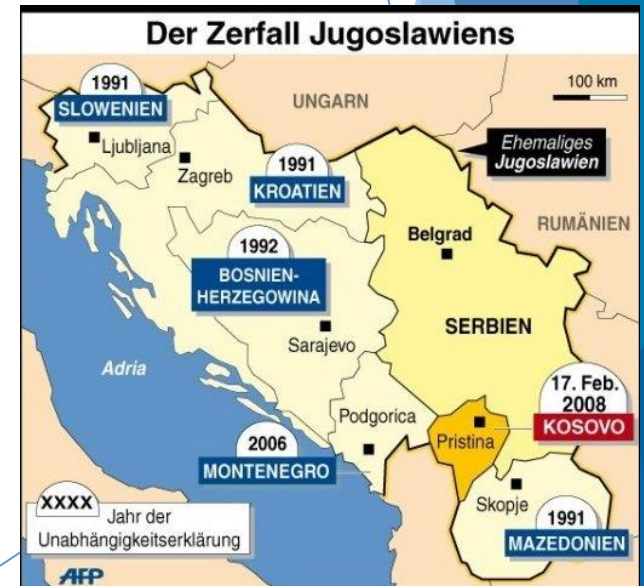 Der Zerfall Jugoslawiens
1991
SLOWENIEN
Ljubljana
UNGARN
100 km
Zagreb
1991
KROATIEN
Ehemaliges
Jugoslawien
RUMÄNIEN
Belgrad
1992
BOSNIEN-
HERZEGOWINA
SERBIEN
Sarajevo
Adria
17. Feb.
2008
KOSOVO
Podgorica
Pristina
2006
MONTENEGRO
Skopje
1991
MAZEDONIEN
XXXX
Jahr der
Unabhängigkeitserklärung
AFP